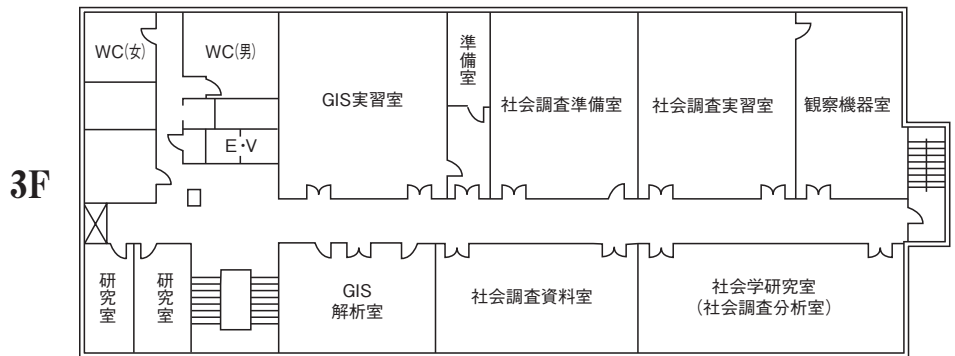 3F
WC(女)
WC(男)
GIS実習室
準備室
社会調査準備室
社会調査実習室
観察機器室
E・V
研究室
研究室
GIS
解析室
社会調査資料室
社会学研究室
(社会調査分析室)